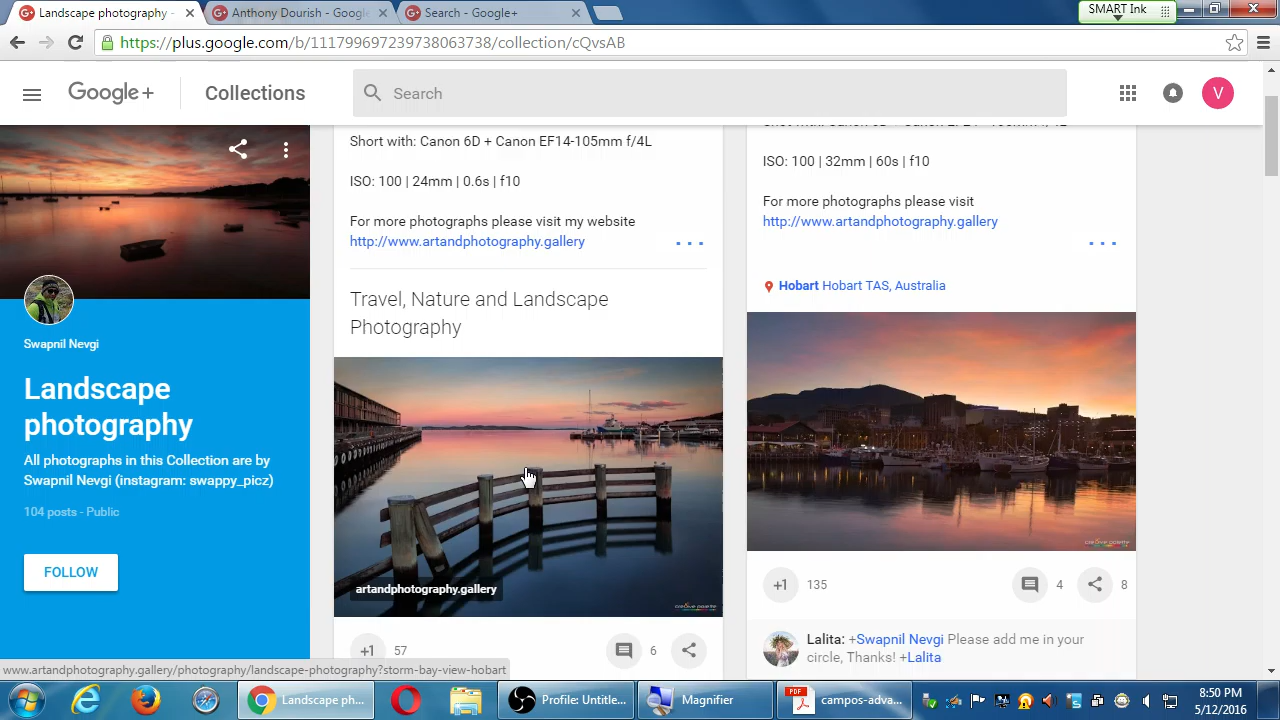 Landscape photography -
Anthony Dourish - Google
Search - Google+
SMART Ink
https://plus.google.com/b/111799697239738063738/collection/cQvsAB
Google+
Collections
Search
V
Swapnil Nevgi
Landscape
photography
All photographs in this Collection are by
Swapnil Nevgi (instagram: swappy_picz)
104 posts - Public
FOLLOW
Short with: Canon 6D + Canon EF14-105mm f/4L
ISO: 100 | 24mm | 0.6s | f10
For more photographs please visit my website
http://www.artandphotography.gallery
Travel, Nature and Landscape
Photography
artandphotography.gallery
+1
57
6
ISO: 100 | 32mm | 60s | f10
For more photographs please visit
http://www.artandphotography.gallery
Hobart Hobart TAS, Australia
+1
135
4
8
Lalita: +Swapnil Nevgi Please add me in your
circle, Thanks! +Lalita
www.artandphotography.gallery/photography/landscape-photography?storm-bay-view-hobart
Landscape ph...
Profile: Untitle...
Magnifier
PDF
campos-adva...
8:50 PM
5/12/2016